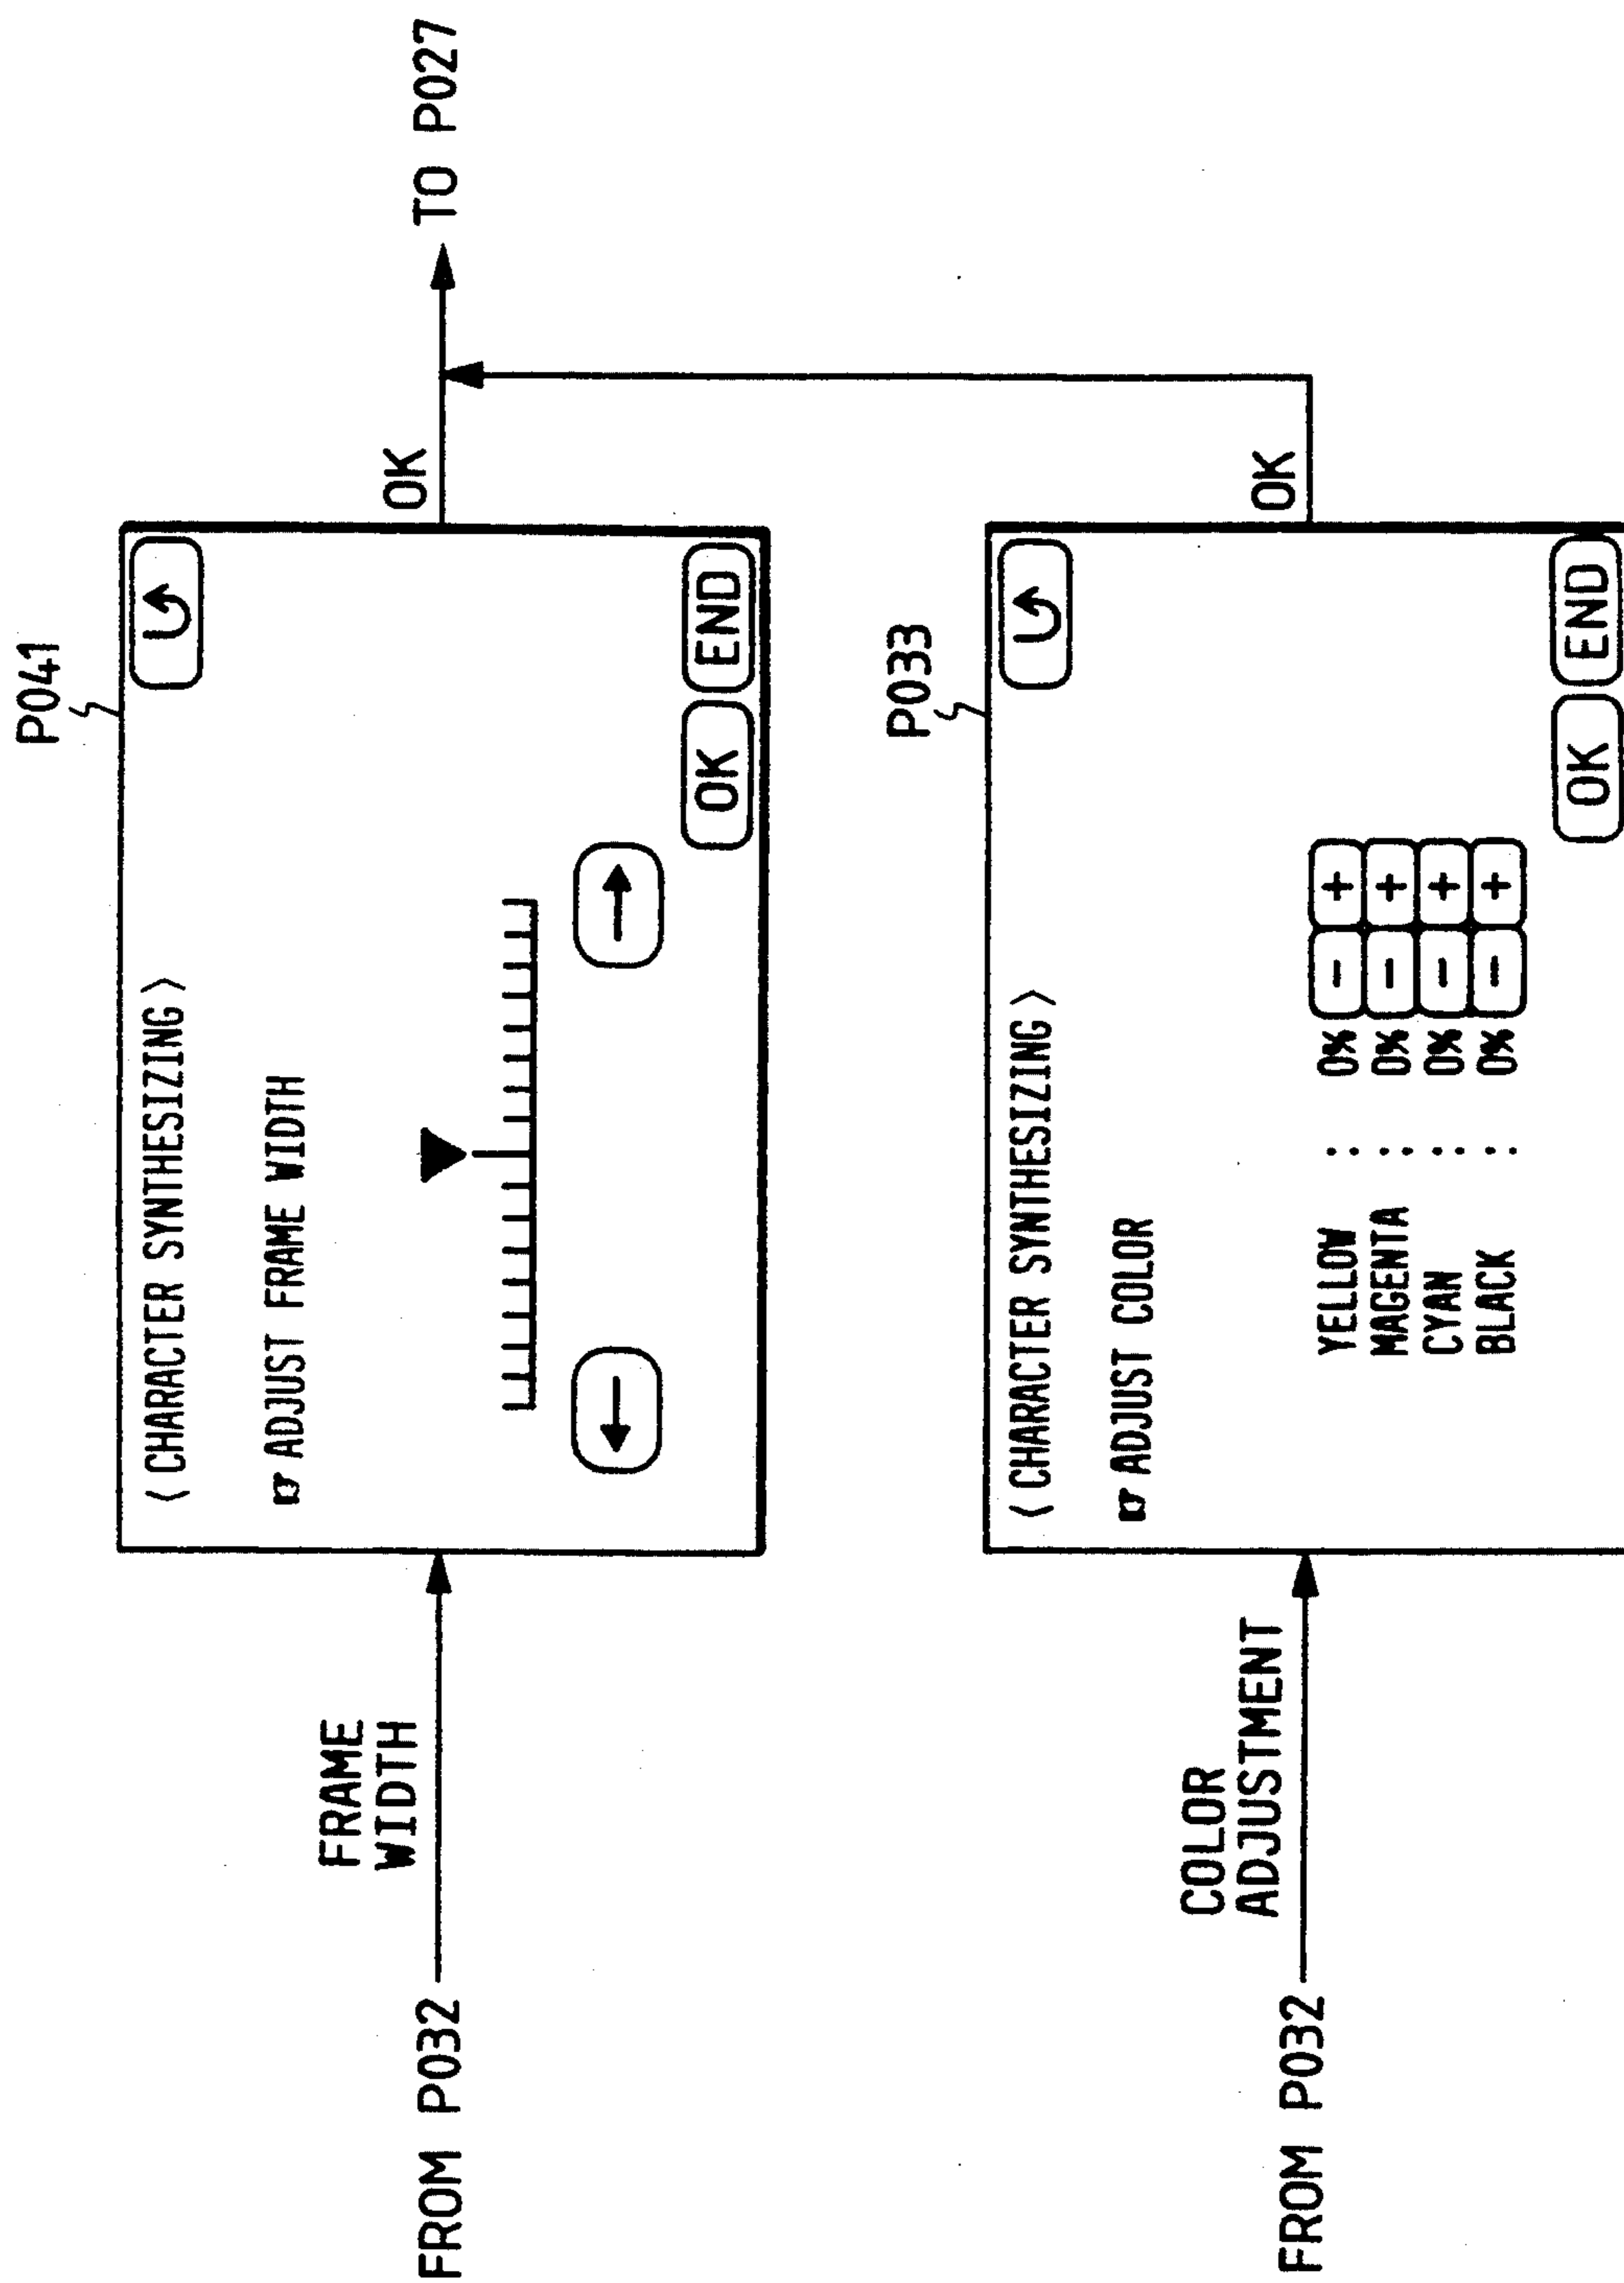 P041
< CHARACTER SYNTHESIZING >
☞ ADJUST FRAME WIDTH
OK END
FRAME
WIDTH
FROM P032
OK
TO P027
P033
< CHARACTER SYNTHESIZING >
☞ ADJUST COLOR
YELLOW : 0% - +
MAGENTA : 0% - +
CYAN : 0% - +
BLACK : 0% - +
OK END
COLOR
ADJUSTMENT
FROM P032
OK